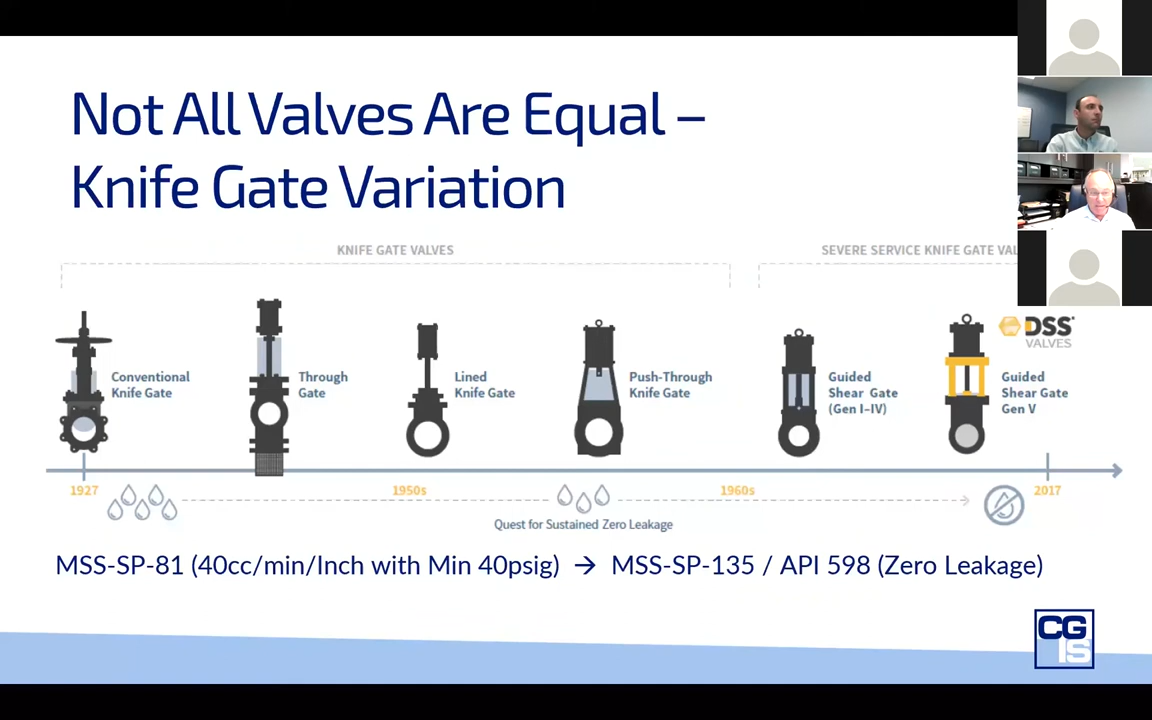 Not All Valves Are Equal –
Knife Gate Variation
KNIFE GATE VALVES
SEVERE SERVICE KNIFE GATE
DSS
VALVES
Conventional
Knife Gate
Through
Gate
Lined
Knife Gate
Push-Through
Knife Gate
Guided
Shear Gate
(Gen I–IV)
Guided
Shear Gate
Gen V
1927
1950s
1960s
2017
Quest for Sustained Zero Leakage
MSS-SP-81 (40cc/min/Inch with Min 40psig) → MSS-SP-135 / API 598 (Zero Leakage)
CG
IS